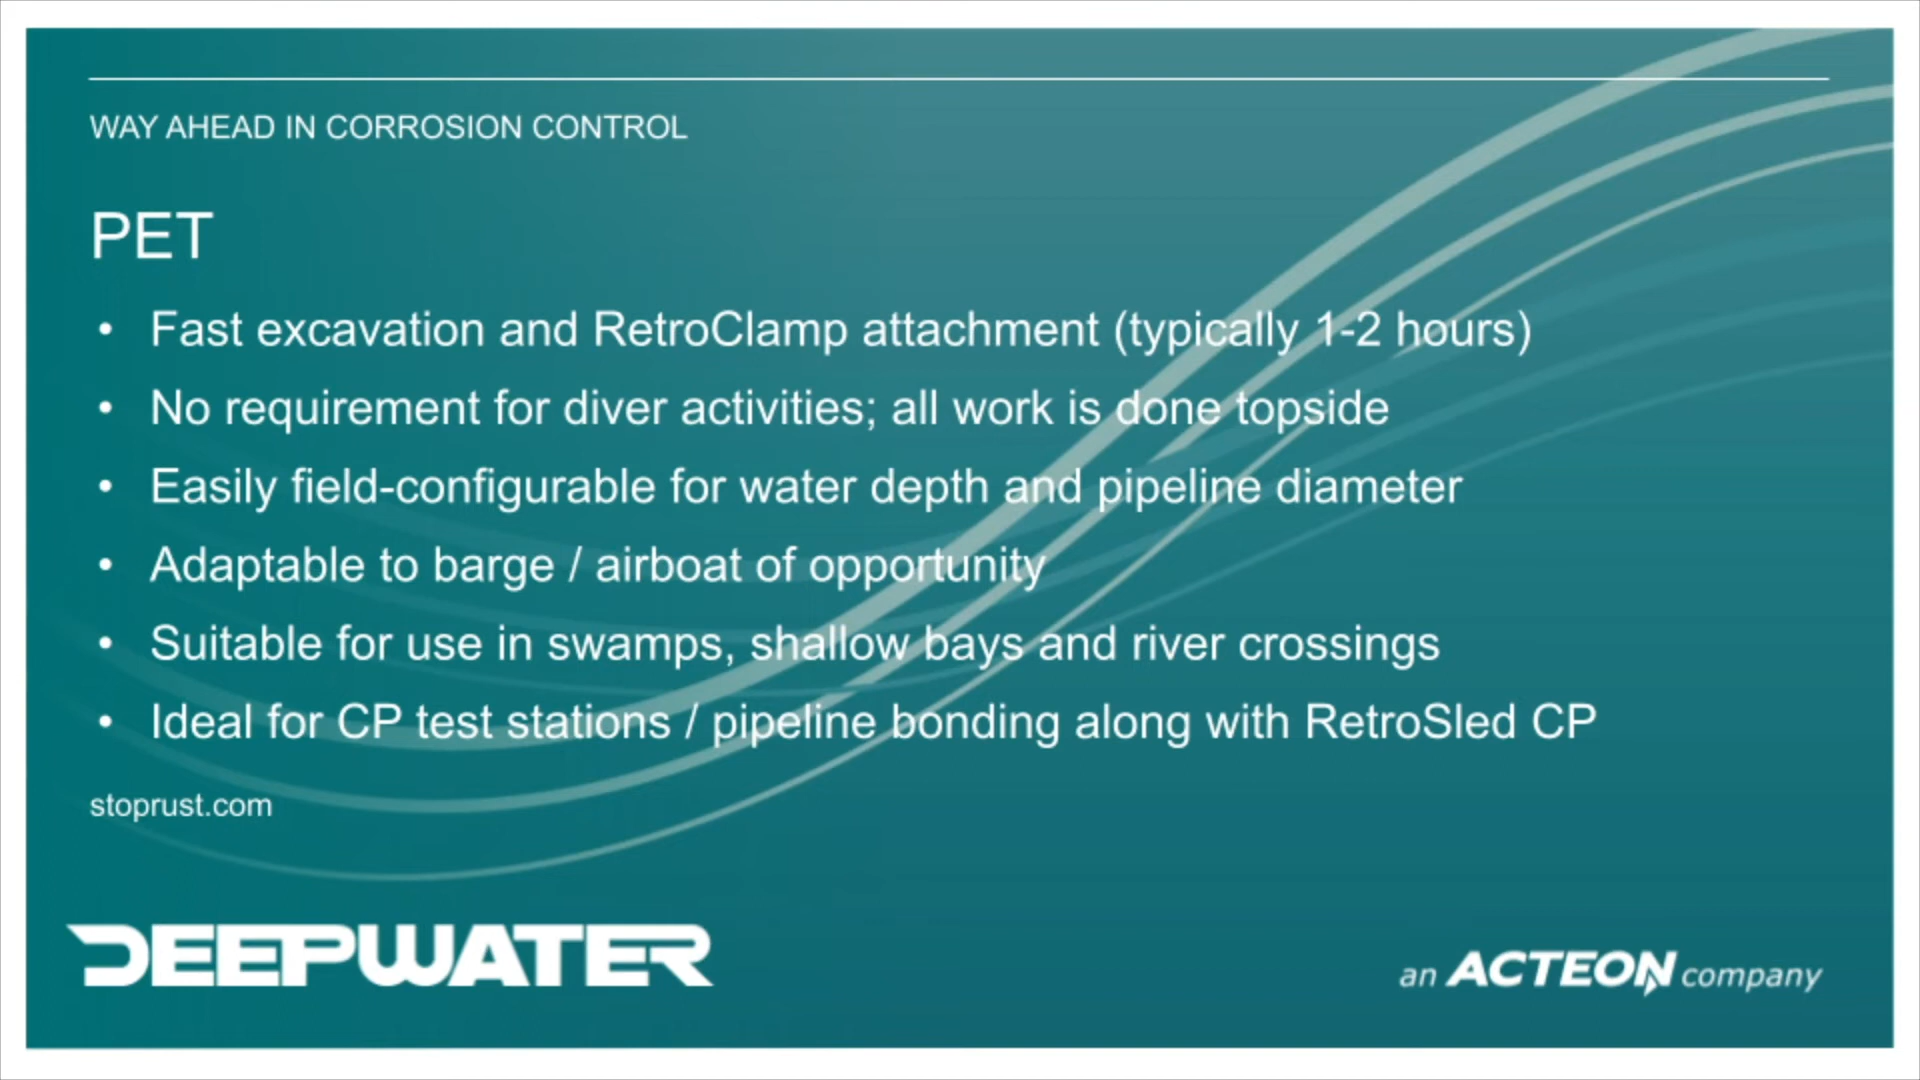 WAY AHEAD IN CORROSION CONTROL
PET
• Fast excavation and RetroClamp attachment (typically 1-2 hours)
• No requirement for diver activities; all work is done topside
• Easily field-configurable for water depth and pipeline diameter
• Adaptable to barge / airboat of opportunity
• Suitable for use in swamps, shallow bays and river crossings
• Ideal for CP test stations / pipeline bonding along with RetroSled CP
stoprust.com
DEEPWATER
an ACTEON company